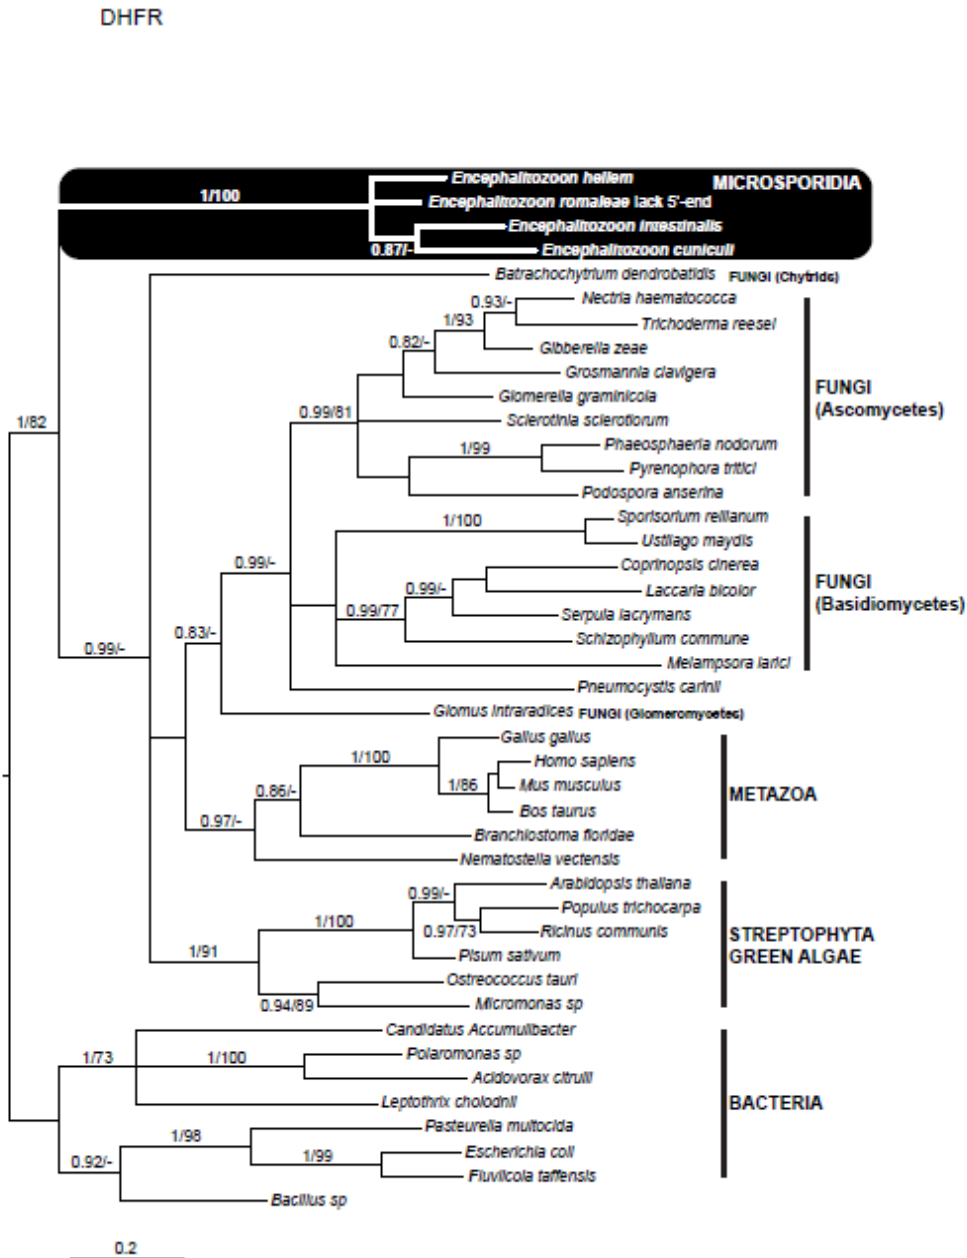 DHFR
Encephalitozoon hellem
MICROSPORIDIA
1/100
Encephalitozoon romaleae lack 5'-end
Encephalitozoon intestinalis
0.87/-
Encephalitozoon cuniculi
Batrachochytrium dendrobatidis FUNGI (Chytrids)
0.93/-
Nectria haematococca
1/93
Trichoderma reesei
0.82/-
Gibberella zeae
Grosmannia clavigera
FUNGI
(Ascomycetes)
Glomerella graminicola
0.99/81
1/82
Sclerotinia sclerotiorum
1/99
Phaeosphaeria nodorum
Pyrenophora tritici
Podospora anserina
1/100
Sporisorium reilianum
Ustilago maydis
0.99/-
Coprinopsis cinerea
FUNGI
(Basidiomycetes)
0.99/-
Laccaria bicolor
0.99/77
Serpula lacrymans
0.83/-
Schizophyllum commune
0.99/-
Melampsora larici
Pneumocystis carinii
Glomus intraradices FUNGI (Glomeromycetes)
Gallus gallus
1/100
Homo sapiens
1/86
Mus musculus
METAZOA
0.86/-
Bos taurus
0.97/-
Branchiostoma floridae
Nematostella vectensis
Arabidopsis thaliana
0.99/-
Populus trichocarpa
1/100
0.97/73
Ricinus communis
STREPTOPHYTA
GREEN ALGAE
1/91
Pisum sativum
Ostreococcus tauri
0.94/89
Micromonas sp
Candidatus Accumulibacter
1/73
1/100
Polaromonas sp
Acidovorax citrulli
Leptothrix cholodnii
BACTERIA
Pasteurella multocida
1/98
Escherichia coli
1/99
0.92/-
Fluviicola taffensis
Bacillus sp
0.2